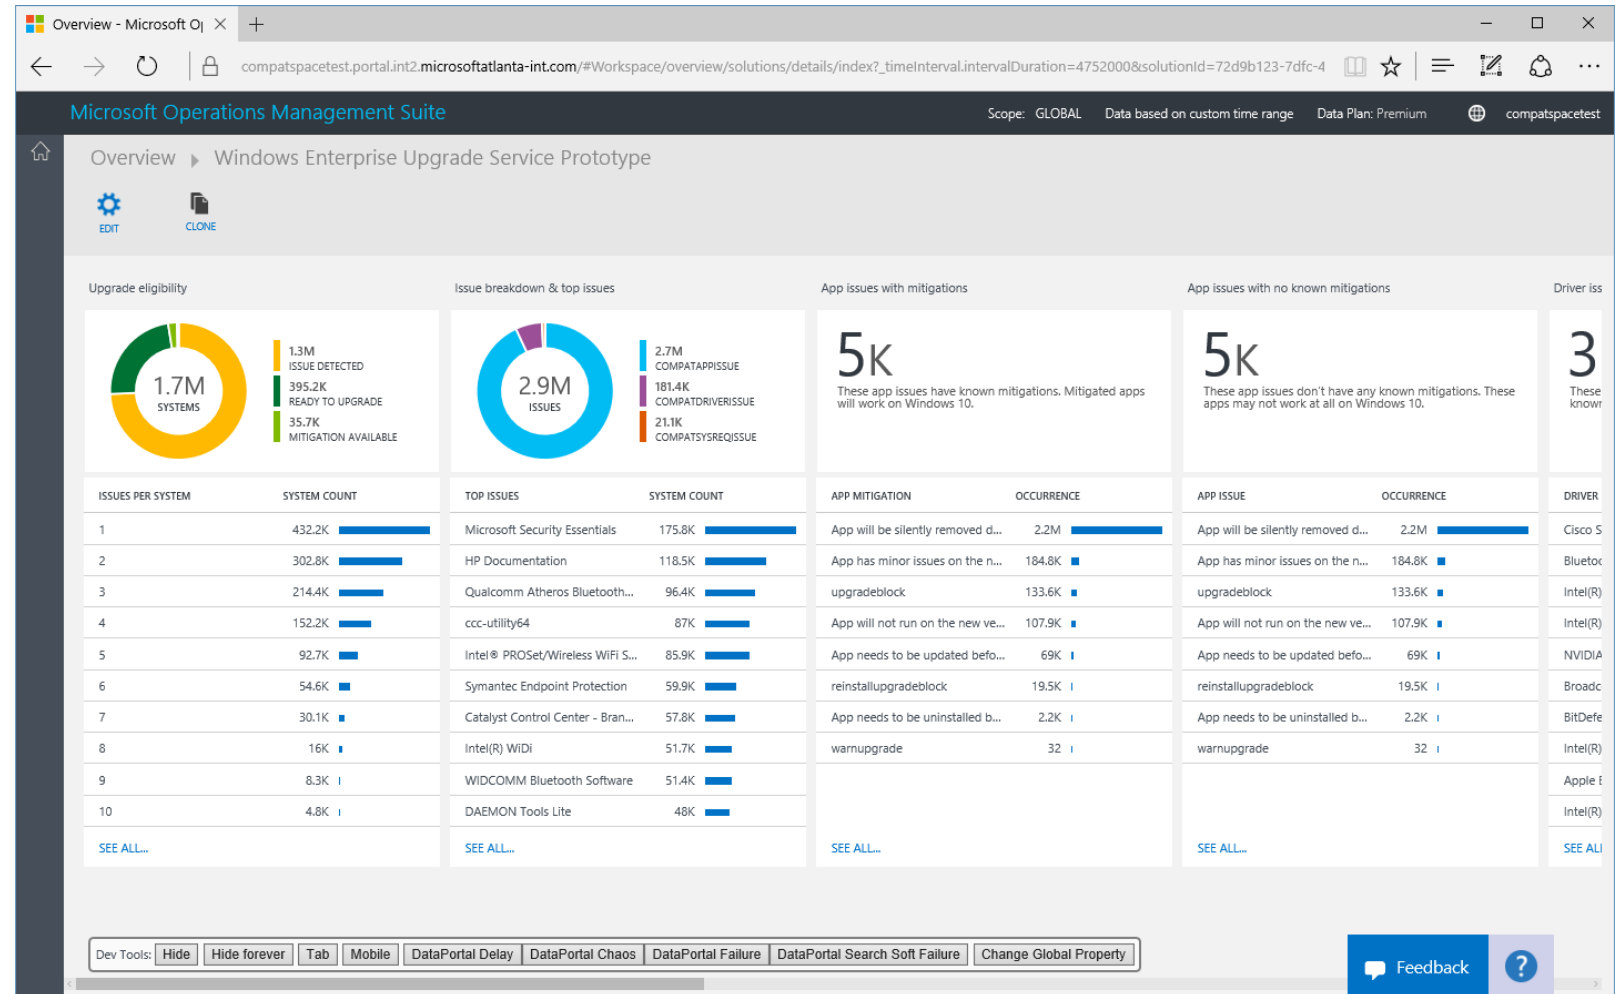 Overview - Microsoft O
compatspacetest.portal.int2.microsoftatlanta-int.com/#Workspace/overview/solutions/details/index?_timeInterval.intervalDuration=4752000&solutionId=72d9b123-7dfc-4
Microsoft Operations Management Suite
Scope: GLOBAL Data based on custom time range Data Plan: Premium compatspacetest
Overview Windows Enterprise Upgrade Service Prototype
EDIT CLONE
Upgrade eligibility
1.7M
SYSTEMS
1.3M
ISSUE DETECTED
395.2K
READY TO UPGRADE
35.7K
MITIGATION AVAILABLE
ISSUES PER SYSTEM SYSTEM COUNT
1 432.2K
2 302.8K
3 214.4K
4 152.2K
5 92.7K
6 54.6K
7 30.1K
8 16K
9 8.3K
10 4.8K
SEE ALL...
Issue breakdown & top issues
2.9M
ISSUES
2.7M
COMPATAPPISSUE
181.4K
COMPATDRIVERISSUE
21.1K
COMPATSYSREQISSUE
TOP ISSUES SYSTEM COUNT
Microsoft Security Essentials 175.8K
HP Documentation 118.5K
Qualcomm Atheros Bluetooth... 96.4K
ccc-utility64 87K
Intel® PROSet/Wireless WiFi S... 85.9K
Symantec Endpoint Protection 59.9K
Catalyst Control Center - Bran... 57.8K
Intel(R) WiDi 51.7K
WIDCOMM Bluetooth Software 51.4K
DAEMON Tools Lite 48K
SEE ALL...
App issues with mitigations
5K
These app issues have known mitigations. Mitigated apps
will work on Windows 10.
APP MITIGATION OCCURRENCE
App will be silently removed d... 2.2M
App has minor issues on the n... 184.8K
upgradeblock 133.6K
App will not run on the new ve... 107.9K
App needs to be updated befo... 69K
reinstallupgradeblock 19.5K
App needs to be uninstalled b... 2.2K
warnupgrade 32
SEE ALL...
App issues with no known mitigations
5K
These app issues don't have any known mitigations. These
apps may not work at all on Windows 10.
APP ISSUE OCCURRENCE
App will be silently removed d... 2.2M
App has minor issues on the n... 184.8K
upgradeblock 133.6K
App will not run on the new ve... 107.9K
App needs to be updated befo... 69K
reinstallupgradeblock 19.5K
App needs to be uninstalled b... 2.2K
warnupgrade 32
SEE ALL...
Driver iss
3
These
known
DRIVER
Cisco S
Bluetoo
Intel(R)
Intel(R)
NVIDIA
Broadc
BitDefe
Intel(R)
Apple
Intel(R)
SEE ALL
Dev Tools: Hide Hide forever Tab Mobile DataPortal Delay DataPortal Chaos DataPortal Failure DataPortal Search Soft Failure Change Global Property
Feedback ?